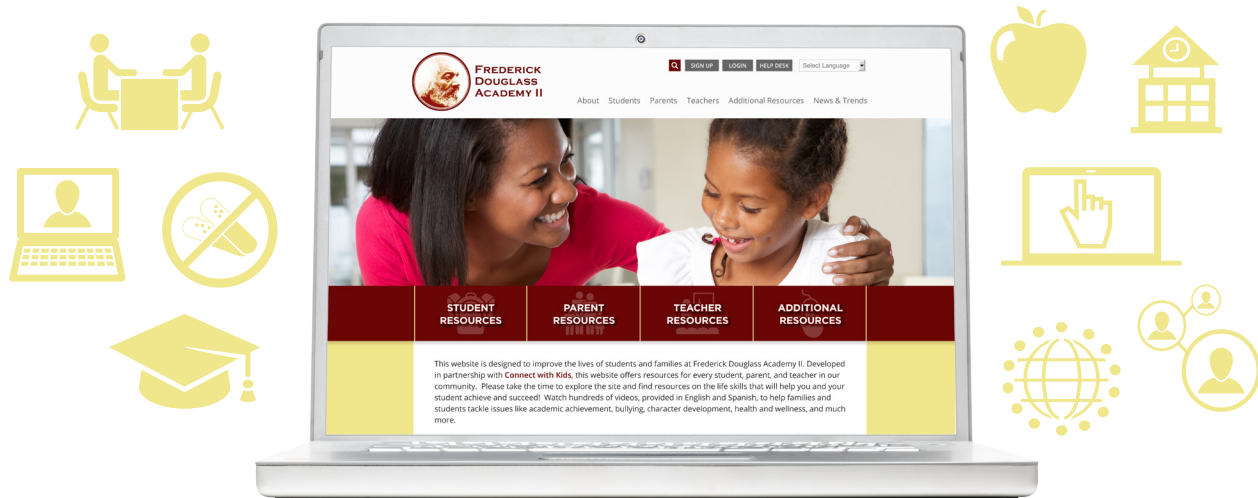 FREDERICK
DOUGLASS
ACADEMY II
SIGN UP LOGIN HELP DESK Select Language
About Students Parents Teachers Additional Resources News & Trends
STUDENT
RESOURCES
PARENT
RESOURCES
TEACHER
RESOURCES
ADDITIONAL
RESOURCES
This website is designed to improve the lives of students and families at Frederick Douglass Academy II. Developed
in partnership with Connect with Kids, this website offers resources for every student, parent, and teacher in our
community. Please take the time to explore the site and find resources on the life skills that will help you and your
student achieve and succeed! Watch hundreds of videos, provided in English and Spanish, to help families and
students tackle issues like academic achievement, bullying, character development, health and wellness, and much
more.